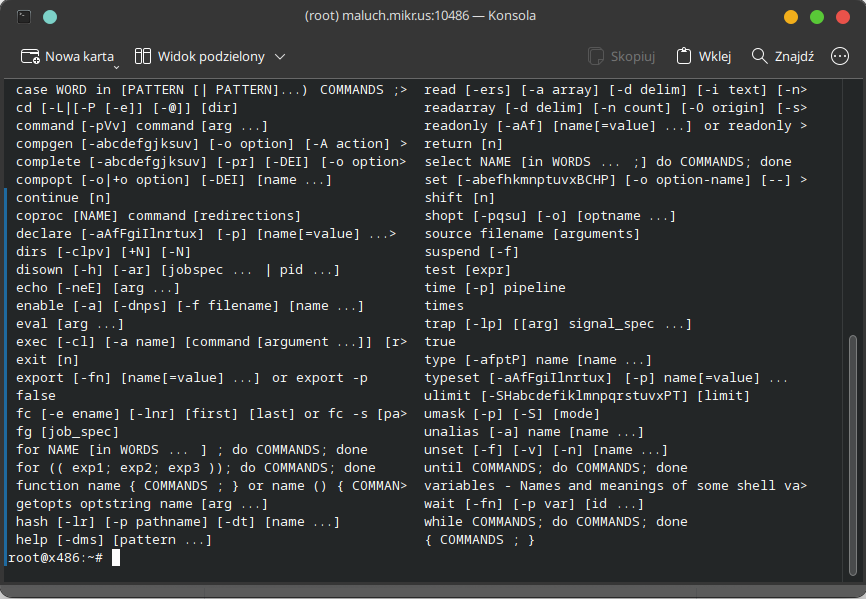 (root) maluch.mikr.us:10486 — Konsola
Nowa karta Widok podzielony Skopiuj Wklej Znajdź
case WORD in [PATTERN [| PATTERN]...) COMMANDS ;> read [-ers] [-a array] [-d delim] [-i text] [-n>
cd [-L|[-P [-e]] [-@]] [dir] readarray [-d delim] [-n count] [-O origin] [-s>
command [-pVv] command [arg ...] readonly [-aAf] [name[=value] ...] or readonly >
compgen [-abcdefgjksuv] [-o option] [-A action] > return [n]
complete [-abcdefgjksuv] [-pr] [-DEI] [-o option> select NAME [in WORDS ... ;] do COMMANDS; done
compopt [-o|+o option] [-DEI] [name ...] set [-abefhkmnptuvxBCHP] [-o option-name] [--] >
continue [n] shift [n]
coproc [NAME] command [redirections] shopt [-pqsu] [-o] [optname ...]
declare [-aAfFgiIlnrtux] [-p] [name[=value] ...> source filename [arguments]
dirs [-clpv] [+N] [-N] suspend [-f]
disown [-h] [-ar] [jobspec ... | pid ...] test [expr]
echo [-neE] [arg ...] time [-p] pipeline
enable [-a] [-dnps] [-f filename] [name ...] times
eval [arg ...] trap [-lp] [[arg] signal_spec ...]
exec [-cl] [-a name] [command [argument ...]] [r> true
exit [n] type [-afptP] name [name ...]
export [-fn] [name[=value] ...] or export -p typeset [-aAfFgiIlnrtux] [-p] name[=value] ...
false ulimit [-SHabcdefiklmnpqrstuvxPT] [limit]
fc [-e ename] [-lnr] [first] [last] or fc -s [pa> umask [-p] [-S] [mode]
fg [job_spec] unalias [-a] name [name ...]
for NAME [in WORDS ... ] ; do COMMANDS; done unset [-f] [-v] [-n] [name ...]
for (( exp1; exp2; exp3 )); do COMMANDS; done until COMMANDS; do COMMANDS; done
function name { COMMANDS ; } or name () { COMMAN> variables - Names and meanings of some shell va>
getopts optstring name [arg ...] wait [-fn] [-p var] [id ...]
hash [-lr] [-p pathname] [-dt] [name ...] while COMMANDS; do COMMANDS; done
help [-dms] [pattern ...] { COMMANDS ; }
root@x486:~#